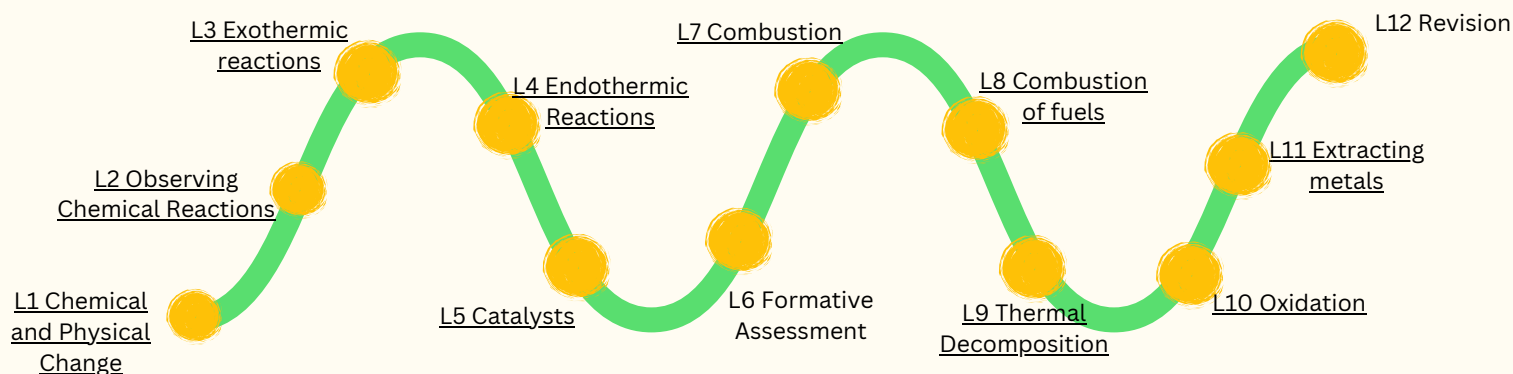 L1 Chemical
and Physical
Change
L2 Observing
Chemical Reactions
L3 Exothermic
reactions
L4 Endothermic
Reactions
L5 Catalysts
L6 Formative
Assessment
L7 Combustion
L8 Combustion
of fuels
L9 Thermal
Decomposition
L10 Oxidation
L11 Extracting
metals
L12 Revision